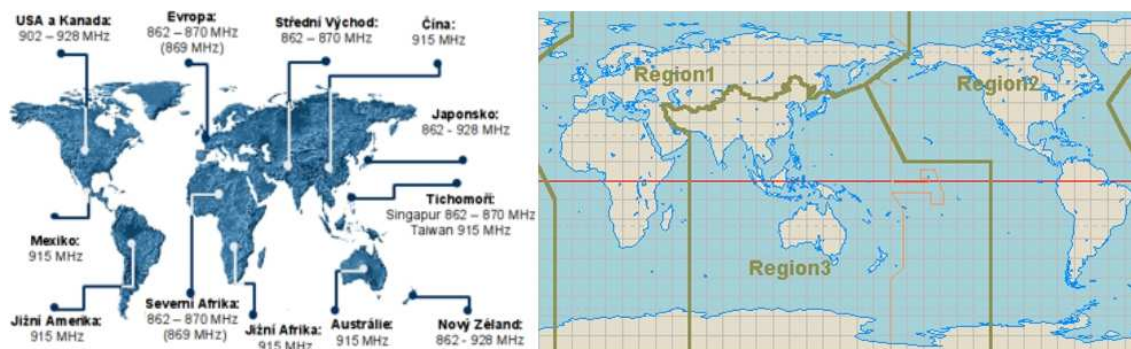 USA a Kanada:
902 – 928 MHz
Evropa:
862 – 870 MHz
(869 MHz)
Střední Východ:
862 – 870 MHz
Čína:
915 MHz
Japonsko:
862 - 928 MHz
Tichomoří:
Singapur 862 – 870 MHz
Taiwan 915 MHz
Mexiko:
915 MHz
Jižní Amerika:
915 MHz
Severní Afrika:
862 – 870 MHz
(869 MHz)
Jižní Afrika:
915 MHz
Austrálie:
915 MHz
Nový Zéland:
862 - 928 MHz
Region1
Region2
Region3